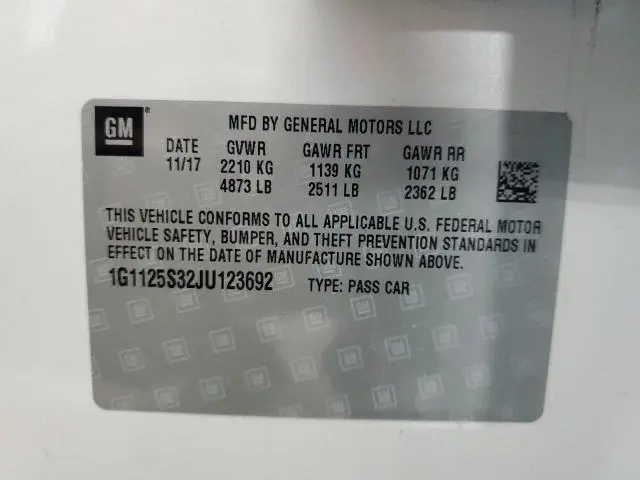 GM ®
MFD BY GENERAL MOTORS LLC
DATE GVWR GAWR FRT GAWR RR
11/17 2210 KG 1139 KG 1071 KG
4873 LB 2511 LB 2362 LB
THIS VEHICLE CONFORMS TO ALL APPLICABLE U.S. FEDERAL MOTOR
VEHICLE SAFETY, BUMPER, AND THEFT PREVENTION STANDARDS IN
EFFECT ON THE DATE OF MANUFACTURE SHOWN ABOVE.
1G1125S32JU123692 TYPE: PASS CAR